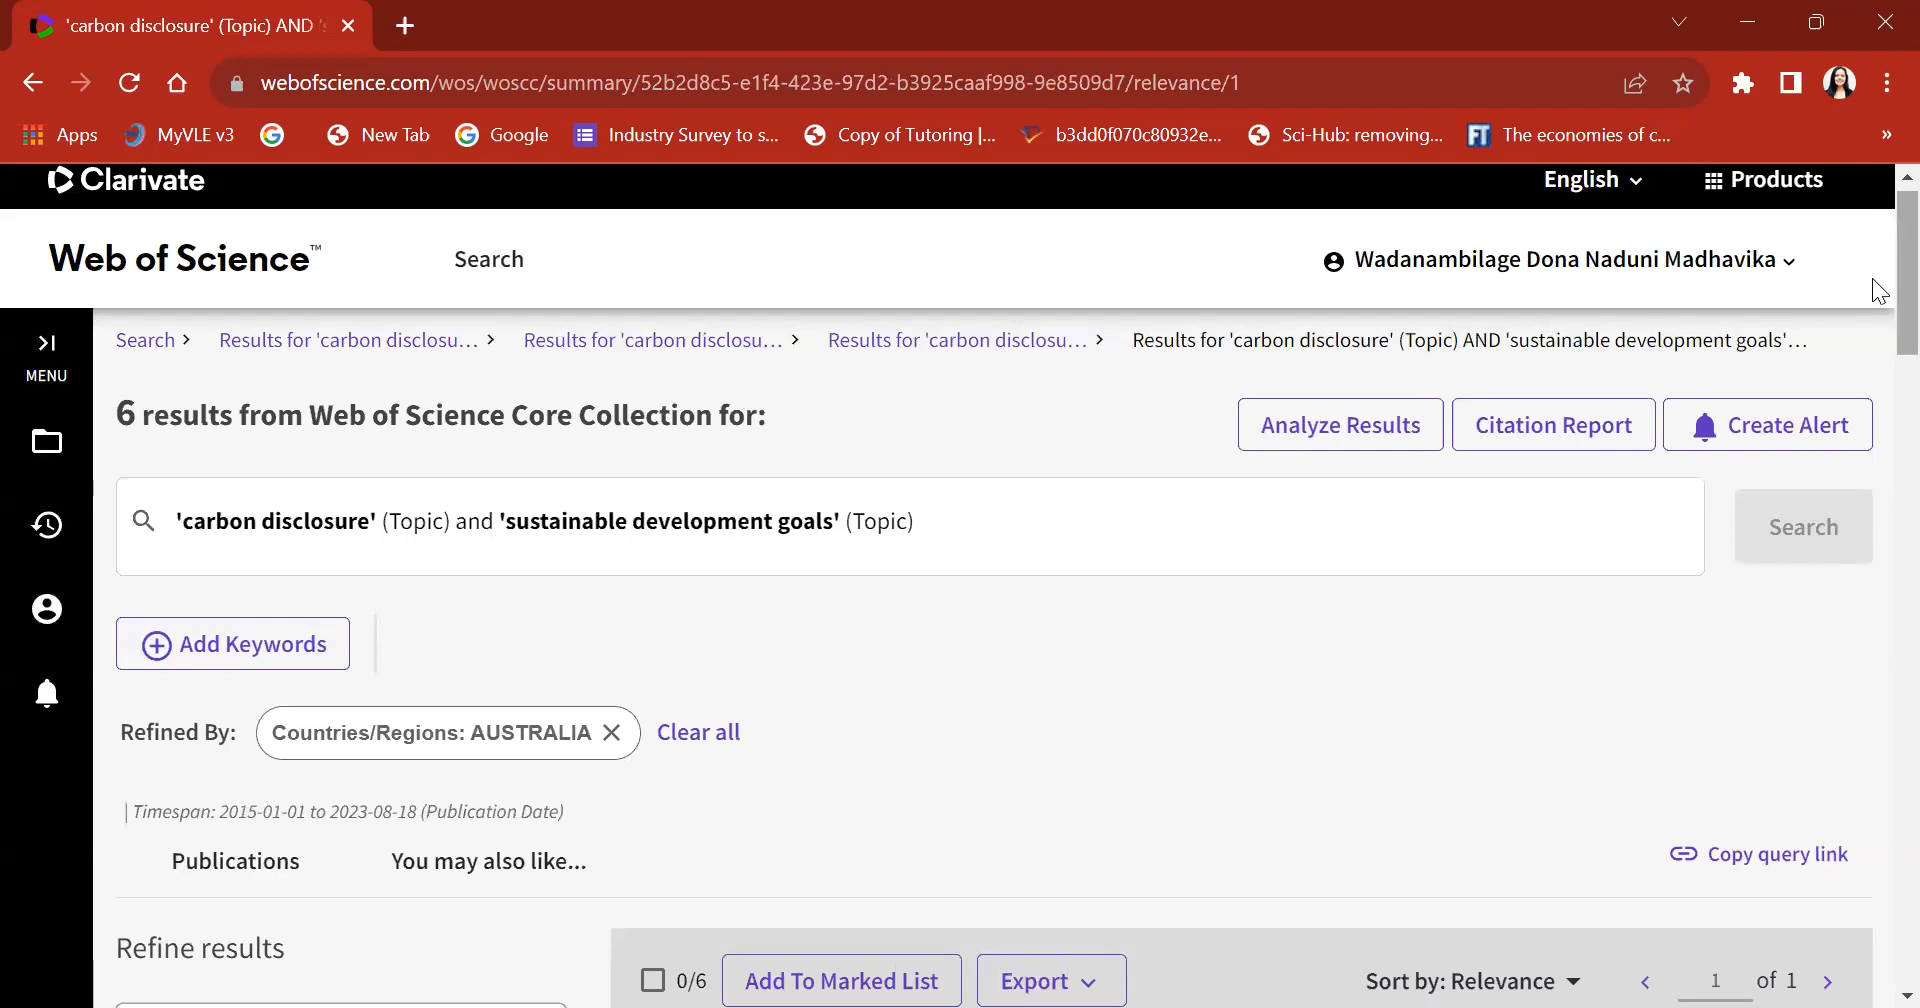 'carbon disclosure' (Topic) AND
webofscience.com/wos/woscc/summary/52b2d8c5-e1f4-423e-97d2-b3925caaf998-9e8509d7/relevance/1
Apps MyVLE v3 New Tab Google Industry Survey to s... Copy of Tutoring |... b3dd0f070c80932e... Sci-Hub: removing... The economies of c... »
Clarivate English Products
Web of Science™ Search Wadanambilage Dona Naduni Madhavika
MENU
Search > Results for 'carbon disclosu... > Results for 'carbon disclosu... > Results for 'carbon disclosu... > Results for 'carbon disclosure' (Topic) AND 'sustainable development goals'...
6 results from Web of Science Core Collection for:
Analyze Results Citation Report Create Alert
'carbon disclosure' (Topic) and 'sustainable development goals' (Topic)
Search
Add Keywords
Refined By: Countries/Regions: AUSTRALIA Clear all
Timespan: 2015-01-01 to 2023-08-18 (Publication Date)
Publications You may also like... Copy query link
Refine results
0/6 Add To Marked List Export Sort by: Relevance < 1 of 1 >